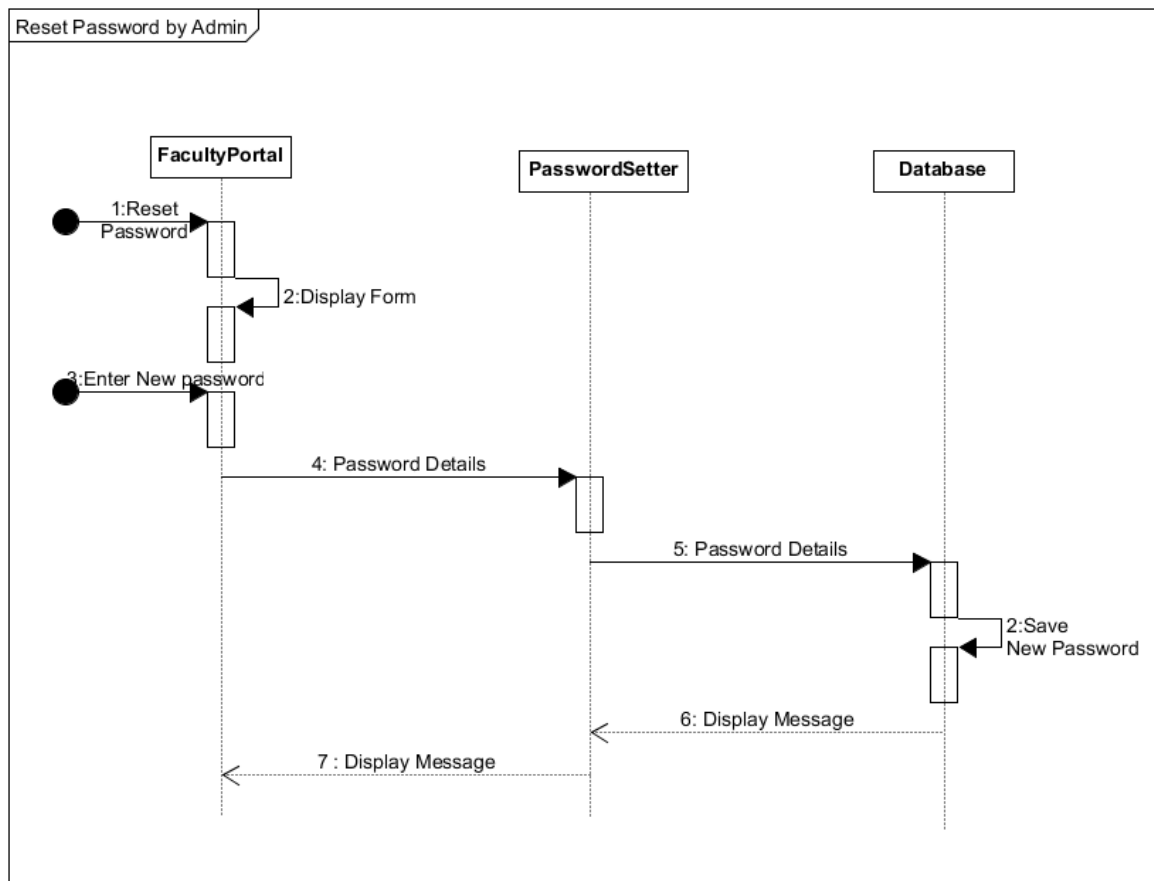 Reset Password by Admin
FacultyPortal
PasswordSetter
Database
1:Reset
Password
2:Display Form
3:Enter New password
4: Password Details
5: Password Details
2:Save
New Password
6: Display Message
7 : Display Message